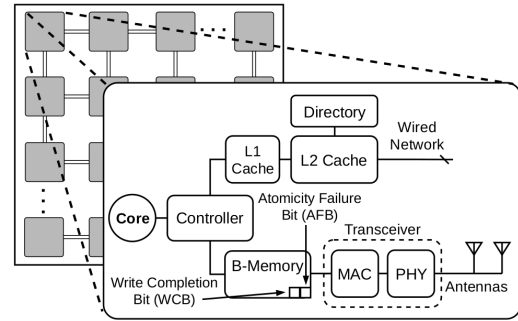 Directory
Wired
Network
L1
Cache
L2 Cache
Atomicity Failure
Bit (AFB)
Core
Controller
Transceiver
B-Memory
MAC
PHY
Antennas
Write Completion
Bit (WCB)